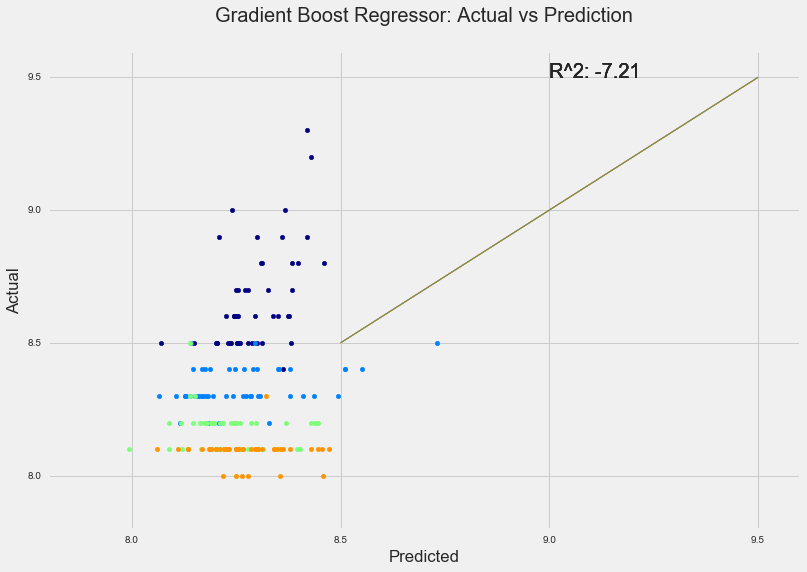 Gradient Boost Regressor: Actual vs Prediction
R^2: -7.21
9.5
9.0
8.5
8.0
Actual
8.0 8.5 9.0 9.5
Predicted